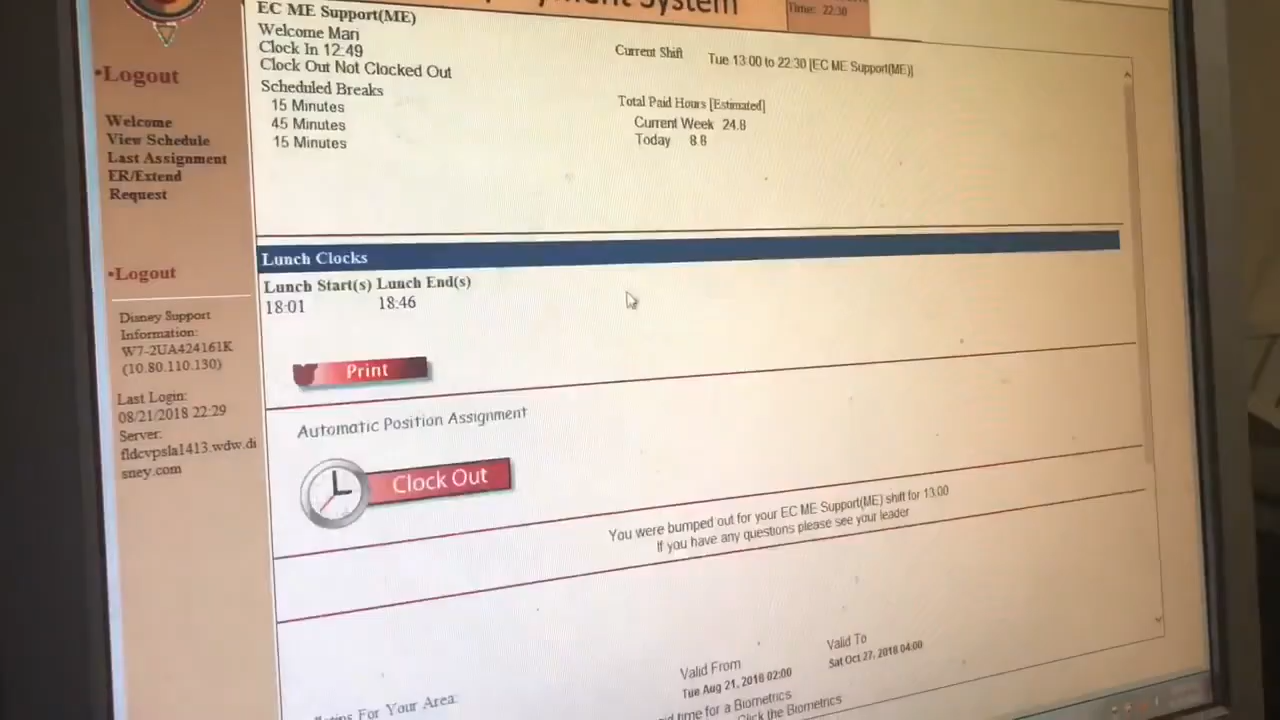 System
Time: 22:30
EC ME Support(ME)
Welcome Mari
Clock In 12:49
Clock Out Not Clocked Out
Scheduled Breaks
15 Minutes
45 Minutes
15 Minutes
Current Shift Tue 13:00 to 22:30 [EC ME Support(ME)]
Total Paid Hours [Estimated]
Current Week 24.8
Today 8.8
•Logout
Welcome
View Schedule
Last Assignment
ER/Extend
Request
•Logout
Disney Support
Information:
W7-2UA424161K
(10.80.110.130)
Last Login:
08/21/2018 22:29
Server:
fldcvpsla1413.wdw.di
sney.com
Lunch Clocks
Lunch Start(s) Lunch End(s)
18:01 18:46
Print
Automatic Position Assignment
Clock Out
You were bumped out for your EC ME Support(ME) shift for 13:00
If you have any questions please see your leader
Valid From Valid To
Tue Aug 21, 2018 02:00 Sat Oct 27, 2018 04:00
For Your Area:
time for a Biometrics
Click the Biometrics